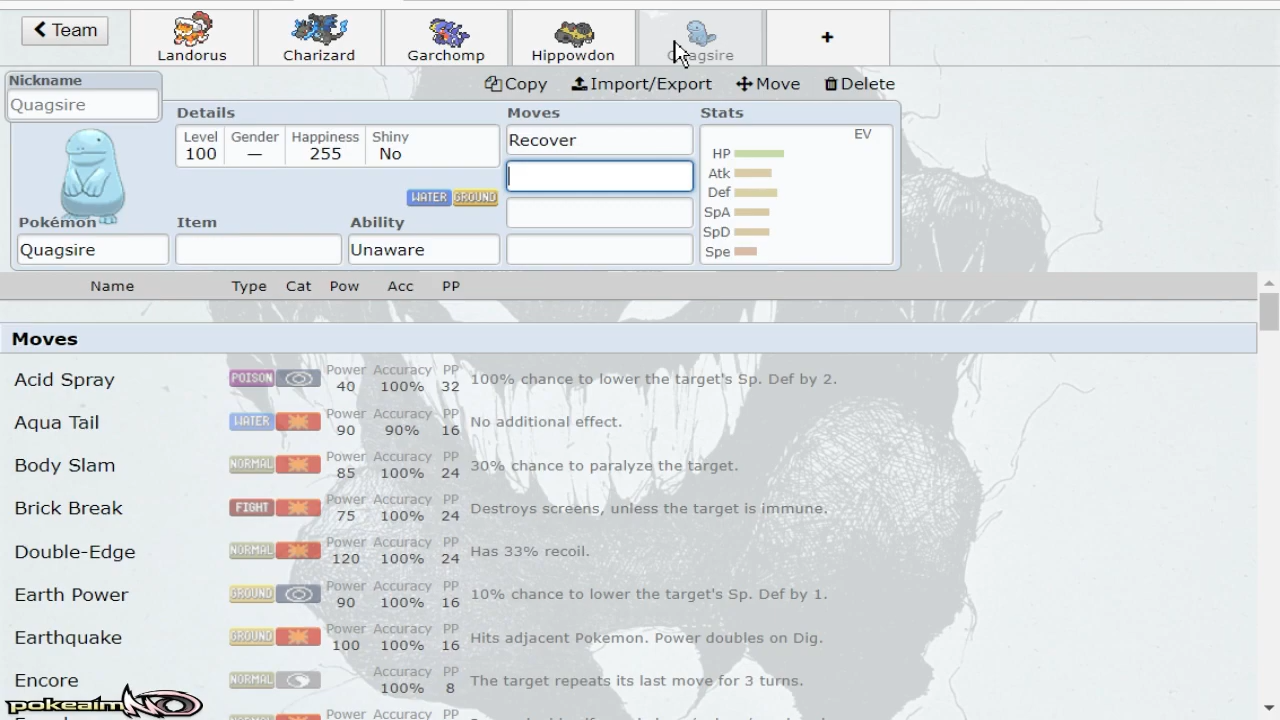 Team
Landorus
Charizard
Garchomp
Hippowdon
Quagsire
+
Nickname
Quagsire
Copy
Import/Export
Move
Delete
Details
Level
100
Gender
—
Happiness
255
Shiny
No
WATER GROUND
Pokémon
Quagsire
Item
Ability
Unaware
Moves
Recover
Stats
EV
HP
Atk
Def
SpA
SpD
Spe
Name Type Cat Pow Acc PP
Moves
Acid Spray POISON Power 40 Accuracy 100% PP 32 100% chance to lower the target's Sp. Def by 2.
Aqua Tail WATER Power 90 Accuracy 90% PP 16 No additional effect.
Body Slam NORMAL Power 85 Accuracy 100% PP 24 30% chance to paralyze the target.
Brick Break FIGHT Power 75 Accuracy 100% PP 24 Destroys screens, unless the target is immune.
Double-Edge NORMAL Power 120 Accuracy 100% PP 24 Has 33% recoil.
Earth Power GROUND Power 90 Accuracy 100% PP 16 10% chance to lower the target's Sp. Def by 1.
Earthquake GROUND Power 100 Accuracy 100% PP 16 Hits adjacent Pokemon. Power doubles on Dig.
Encore NORMAL Accuracy 100% PP 8 The target repeats its last move for 3 turns.
Power Accuracy PP
pokeaimMD